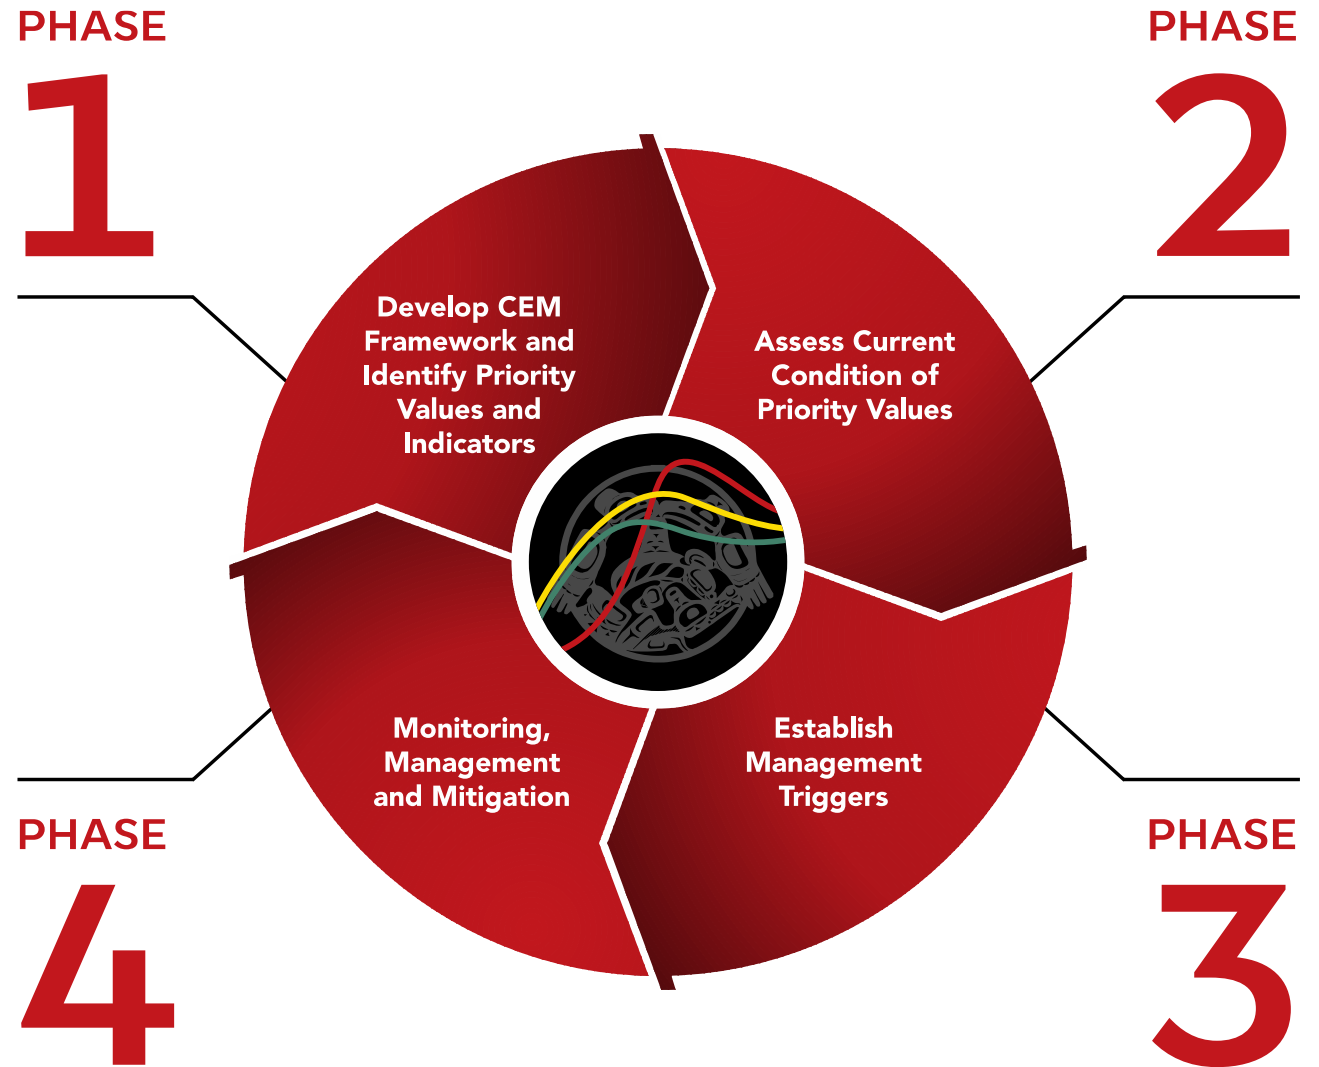 PHASE
1
Develop CEM
Framework and
Identify Priority
Values and
Indicators
PHASE
2
Assess Current
Condition of
Priority Values
PHASE
3
Establish
Management
Triggers
PHASE
4
Monitoring,
Management
and Mitigation